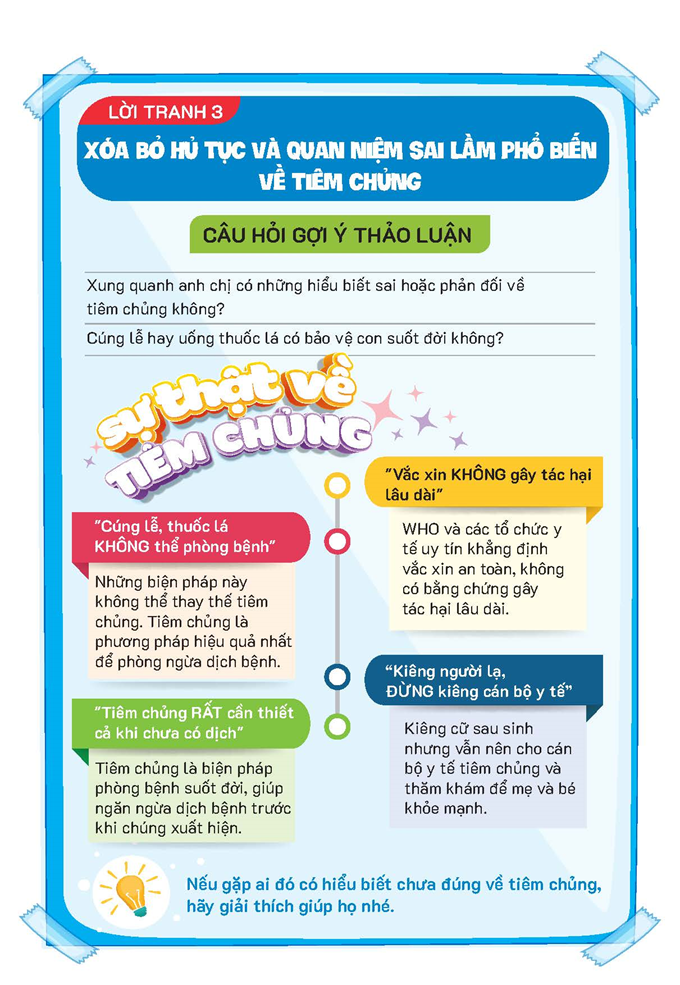 LỜI TRANH 3
XÓA BỎ HỦ TỤC VÀ QUAN NIỆM SAI LẦM PHỔ BIẾN
VỀ TIÊM CHỦNG
CÂU HỎI GỢI Ý THẢO LUẬN
Xung quanh anh chị có những hiểu biết sai hoặc phản đối về
tiêm chủng không?
Cúng lễ hay uống thuốc lá có bảo vệ con suốt đời không?
Sự thật về
TIÊM CHỦNG
"Vắc xin KHÔNG gây tác hại
lâu dài"
WHO và các tổ chức y
tế uy tín khẳng định
vắc xin an toàn, không
có bằng chứng gây
tác hại lâu dài.
"Cúng lễ, thuốc lá
KHÔNG thể phòng bệnh"
Những biện pháp này
không thể thay thế tiêm
chủng. Tiêm chủng là
phương pháp hiệu quả nhất
để phòng ngừa dịch bệnh.
“Kiêng người lạ,
ĐỪNG kiêng cán bộ y tế”
Kiêng cữ sau sinh
nhưng vẫn nên cho cán
bộ y tế tiêm chủng và
thăm khám để mẹ và bé
khỏe mạnh.
"Tiêm chủng RẤT cần thiết
cả khi chưa có dịch"
Tiêm chủng là biện pháp
phòng bệnh suốt đời, giúp
ngăn ngừa dịch bệnh trước
khi chúng xuất hiện.
Nếu gặp ai đó có hiểu biết chưa đúng về tiêm chủng,
hãy giải thích giúp họ nhé.